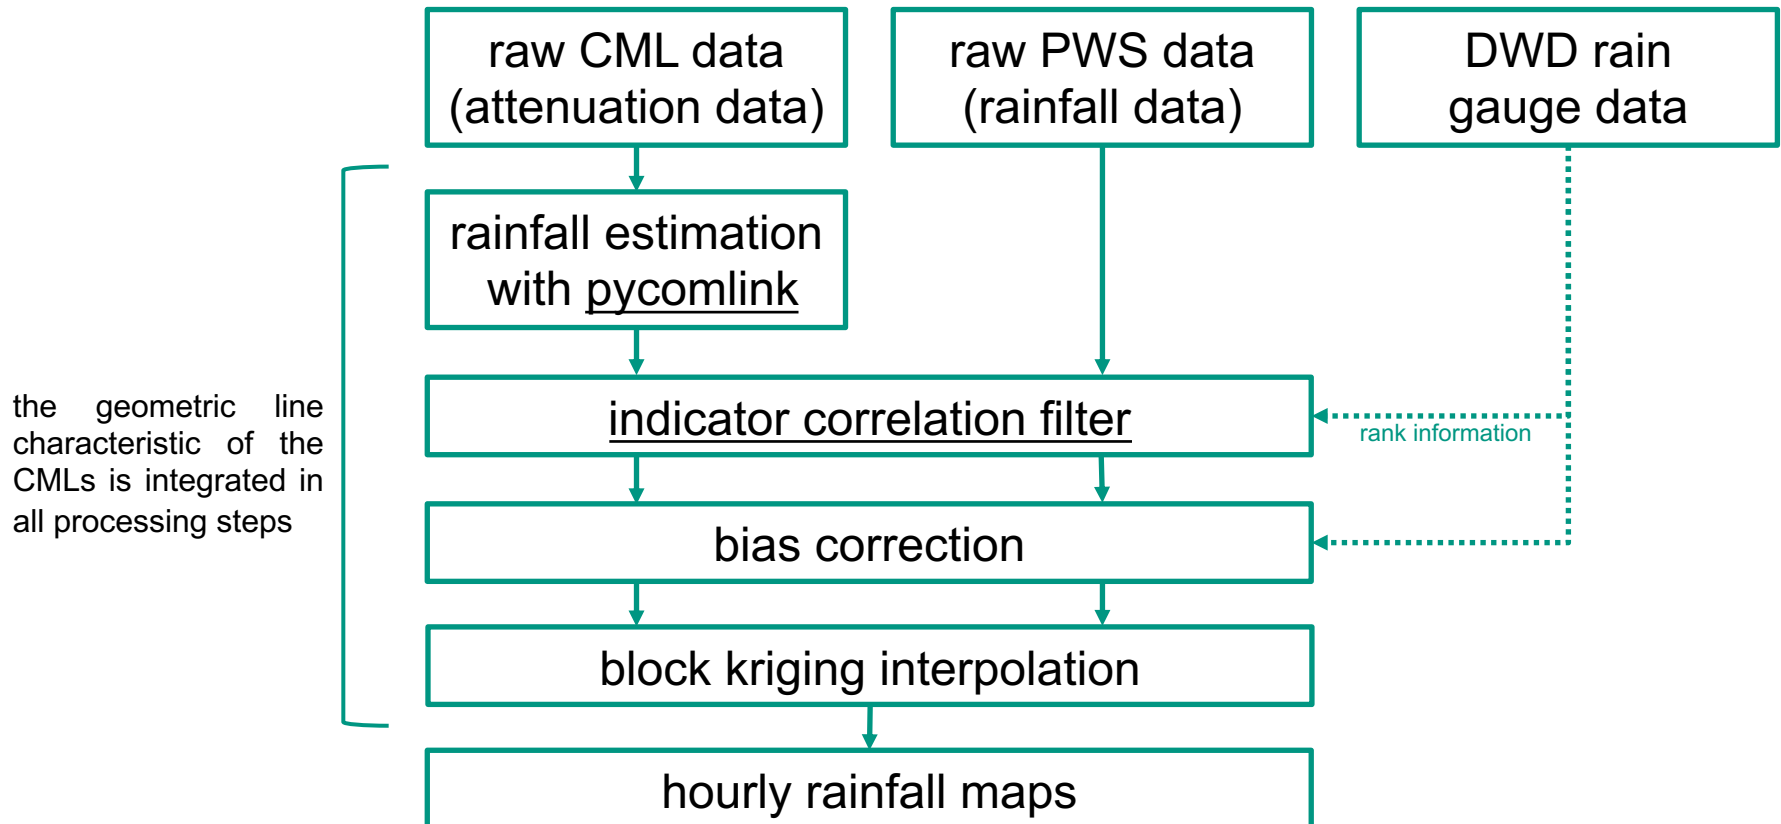 raw CML data
(attenuation data)
raw PWS data
(rainfall data)
DWD rain
gauge data
rainfall estimation
with pycomlink
the geometric line
characteristic of the
CMLs is integrated in
all processing steps
indicator correlation filter
rank information
bias correction
block kriging interpolation
hourly rainfall maps